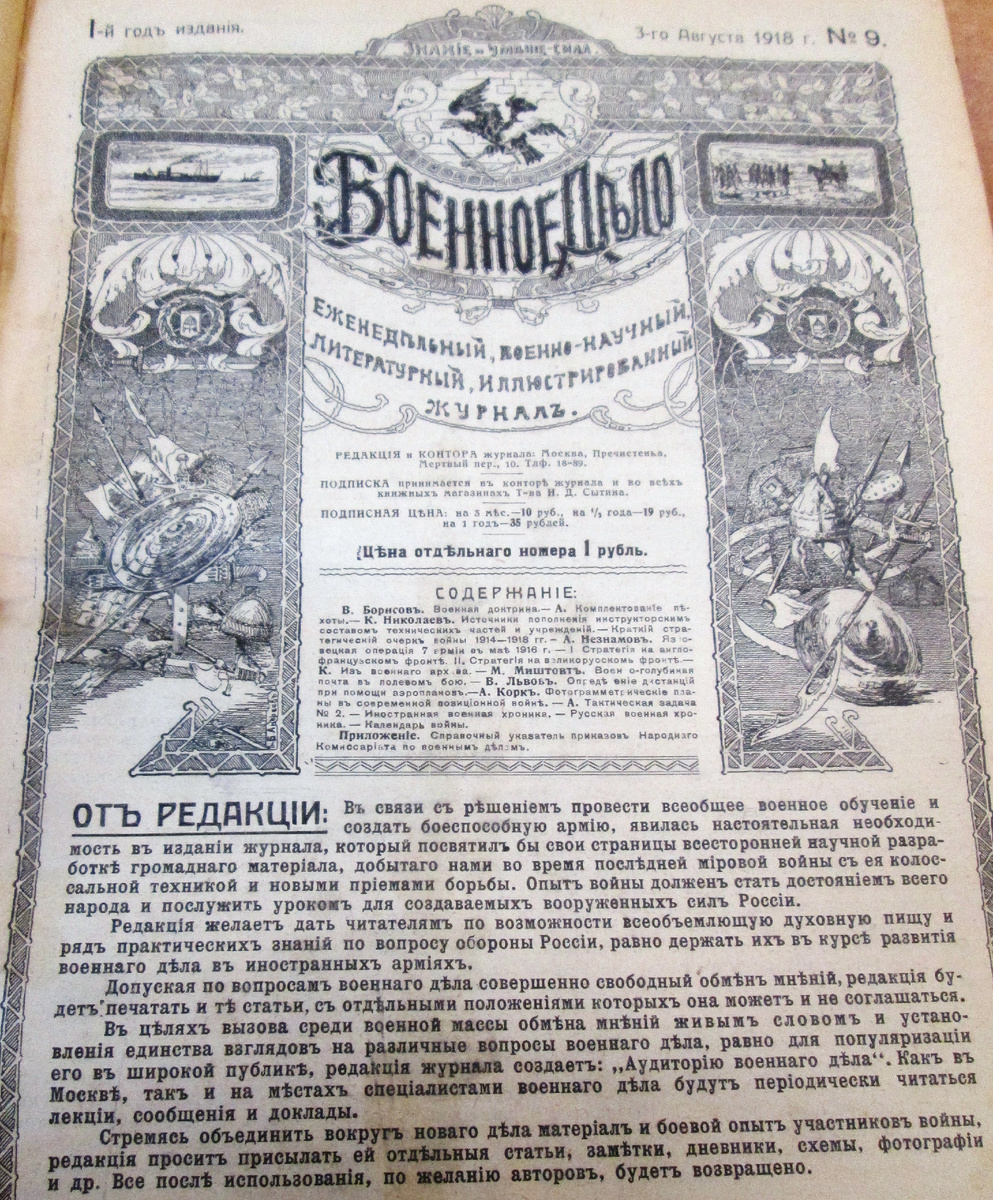 I-й годъ изданія.
3-го Августа 1918 г. № 9.
ЗНАНІЕ и УМѢНІЕ-СИЛА.
ВОЕННОЕ ДѢЛО
ЕЖЕНЕДѢЛЬНЫЙ, ВОЕННО-НАУЧНЫЙ,
ЛИТЕРАТУРНЫЙ, ИЛЛЮСТРИРОВАННЫЙ
ЖУРНАЛЪ.
РЕДАКЦІЯ и КОНТОРА журнала: Москва, Пречистенка,
Мертвый пер., 10. Тлф. 18-89.
ПОДПИСКА принимается въ конторѣ журнала и во всѣхъ
книжныхъ магазинахъ Т-ва И. Д. Сытина.
ПОДПИСНАЯ ЦѢНА: на 3 мѣс.—10 руб., на ½ года—19 руб.,
на 1 годъ—35 рублей.
Цѣна отдѣльнаго номера 1 рубль.
СОДЕРЖАНІЕ:
В. Борисовъ. Военная доктрина.— А. Комплектованіе пѣ-
хоты.— К. Николаевъ. Источники пополненія инструкторскимъ
составомъ техническихъ частей и учрежденій.— Краткій стра-
тегическій очеркъ войны 1914—1918 гг.— А. Незнамовъ. Яз о-
вецкая операція 7 арміи въ маѣ 1916 г.— I Стратегія на англо-
французскомъ фронтѣ. II. Стратегія на великорусскомъ фронтѣ.—
К. Изъ военнаго арх.ва.— М. Миштовтъ. Воен о-голубиная
почта въ полевомъ бою.— В. Львовъ. Опредѣ еніе дистанцій
при помощи аэроплановъ.—А. Коркъ. Фотограмметрическіе пла-
ны въ современной позиціонной войнѣ.— А. Тактическая задача
№ 2. — Иностранная военная хроника. — Русская военная хро-
ника. — Календарь войны.
Приложеніе. Справочный указатель приказовъ Народнаго
Комиссаріата по военнымъ дѣламъ.
ОТЪ РЕДАКЦІИ: Въ связи съ рѣшеніемъ провести всеобщее военное обученіе и
создать боеспособную армію, явилась настоятельная необходи-
мость въ изданіи журнала, который посвятилъ бы свои страницы всесторонней научной разра-
боткѣ громаднаго матеріала, добытаго нами во время послѣдней міровой войны съ ея колос-
сальной техникой и новыми пріемами борьбы. Опытъ войны долженъ стать достояніемъ всего
народа и послужить урокомъ для создаваемыхъ вооруженныхъ силъ Россіи.
Редакція желаетъ дать читателямъ по возможности всеобъемлющую духовную пищу и
рядъ практическихъ знаній по вопросу обороны Россіи, равно держать ихъ въ курсѣ развитія
военнаго дѣла въ иностранныхъ арміяхъ.
Допуская по вопросамъ военнаго дѣла совершенно свободный обмѣнъ мнѣній, редакція бу-
детъ печатать и тѣ статьи, съ отдѣльными положеніями которыхъ она можетъ и не соглашаться.
Въ цѣляхъ вызова среди военной массы обмѣна мнѣній живымъ словомъ и устано-
вленія единства взглядовъ на различные вопросы военнаго дѣла, равно для популяризаціи
его въ широкой публикѣ, редакція журнала создаетъ: „Аудиторію военнаго дѣла“. Какъ въ
Москвѣ, такъ и на мѣстахъ спеціалистами военнаго дѣла будутъ періодически читаться
лекціи, сообщенія и доклады.
Стремясь объединить вокругъ новаго дѣла матеріалъ и боевой опытъ участниковъ войны,
редакція проситъ присылать ей отдѣльныя статьи, замѣтки, дневники, схемы, фотографіи
и др. Все послѣ использованія, по желанію авторовъ, будетъ возвращено.